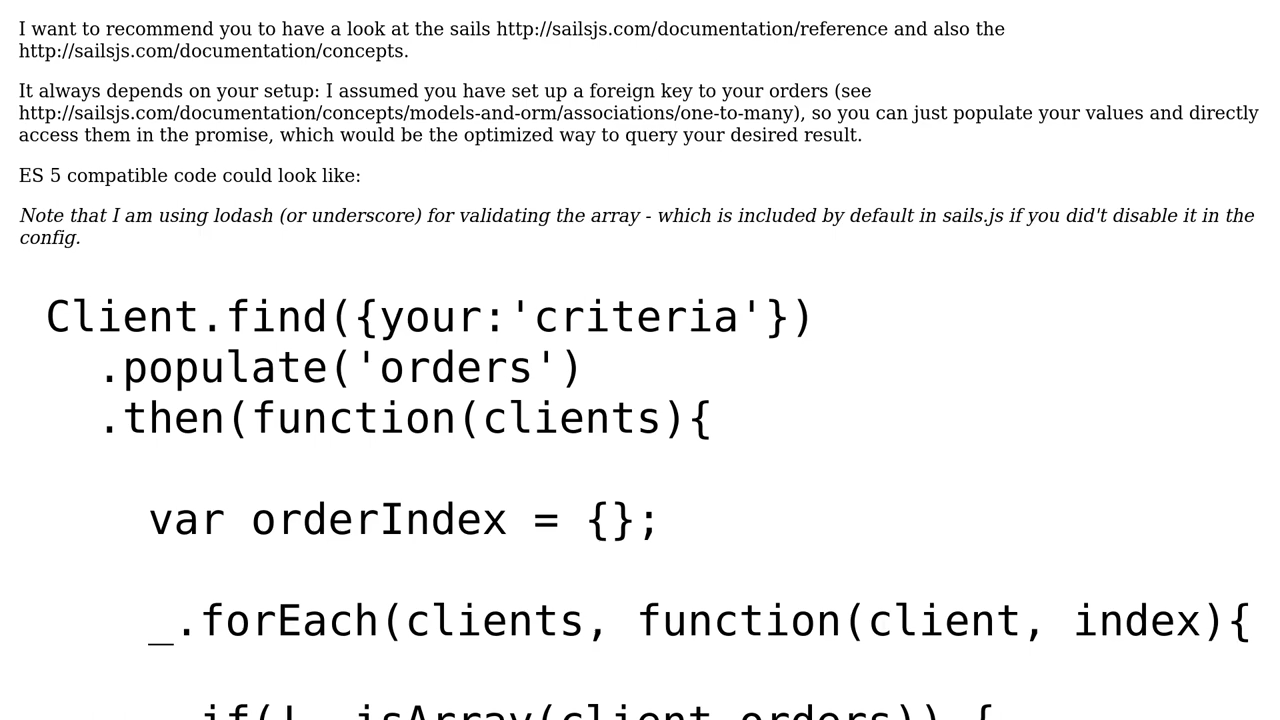 I want to recommend you to have a look at the sails http://sailsjs.com/documentation/reference and also the
http://sailsjs.com/documentation/concepts.
It always depends on your setup: I assumed you have set up a foreign key to your orders (see
http://sailsjs.com/documentation/concepts/models-and-orm/associations/one-to-many), so you can just populate your values and directly
access them in the promise, which would be the optimized way to query your desired result.
ES 5 compatible code could look like:
Note that I am using lodash (or underscore) for validating the array - which is included by default in sails.js if you did't disable it in the
config.
Client.find({your:'criteria'})
  .populate('orders')
  .then(function(clients){
    var orderIndex = {};
    _.forEach(clients, function(client, index){
      if(!_.isArray(client.orders)) {